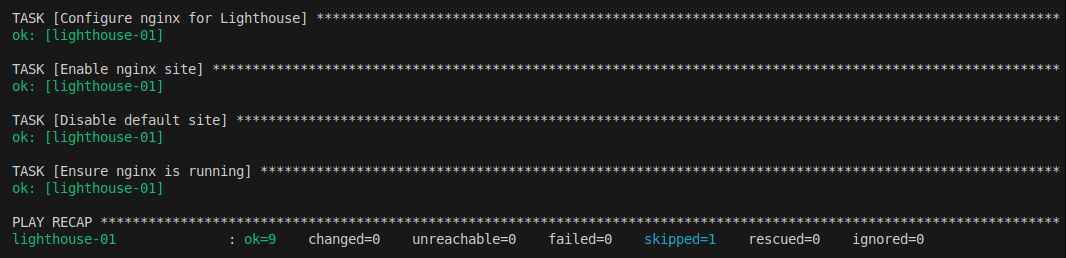 TASK [Configure nginx for Lighthouse] *********************************************************************************************
ok: [lighthouse-01]

TASK [Enable nginx site] **********************************************************************************************************
ok: [lighthouse-01]

TASK [Disable default site] *******************************************************************************************************
ok: [lighthouse-01]

TASK [Ensure nginx is running] ****************************************************************************************************
ok: [lighthouse-01]

PLAY RECAP ************************************************************************************************************************
lighthouse-01              : ok=9    changed=0    unreachable=0    failed=0    skipped=1    rescued=0    ignored=0